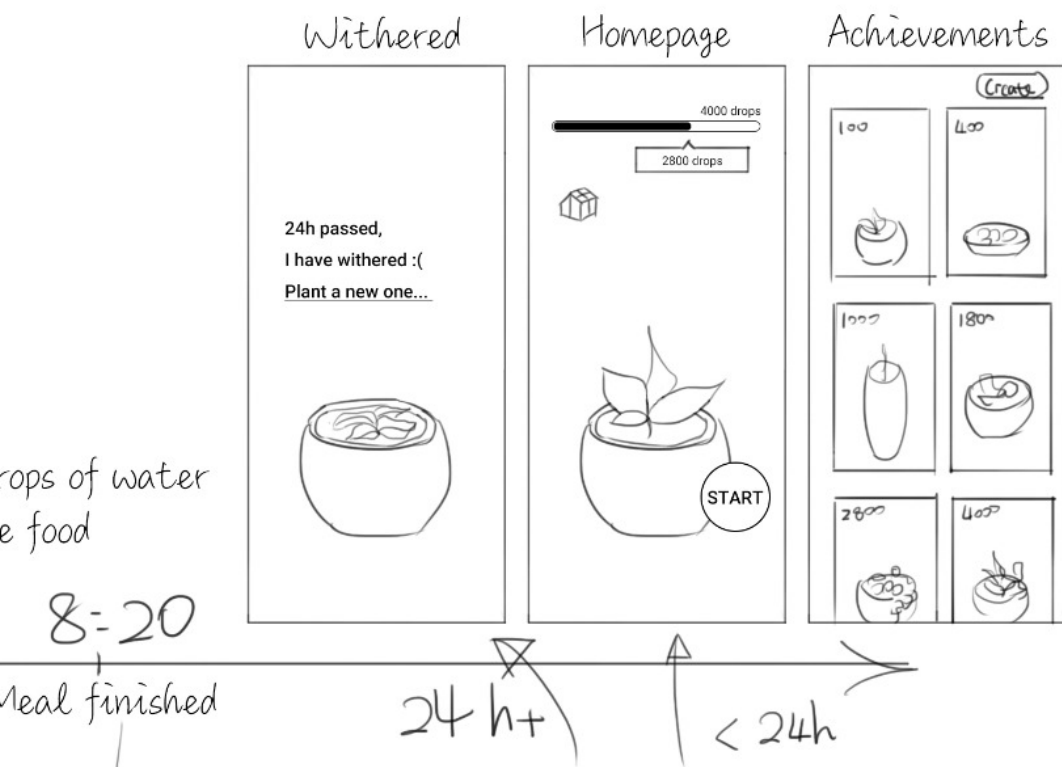 Withered
Homepage
Achievements
Create
4000 drops
2800 drops
100
400
24h passed,
I have withered :(
Plant a new one...
1000
1800
rops of water
e food
START
2800
4000
8:20
Meal finished
24 h+
< 24h